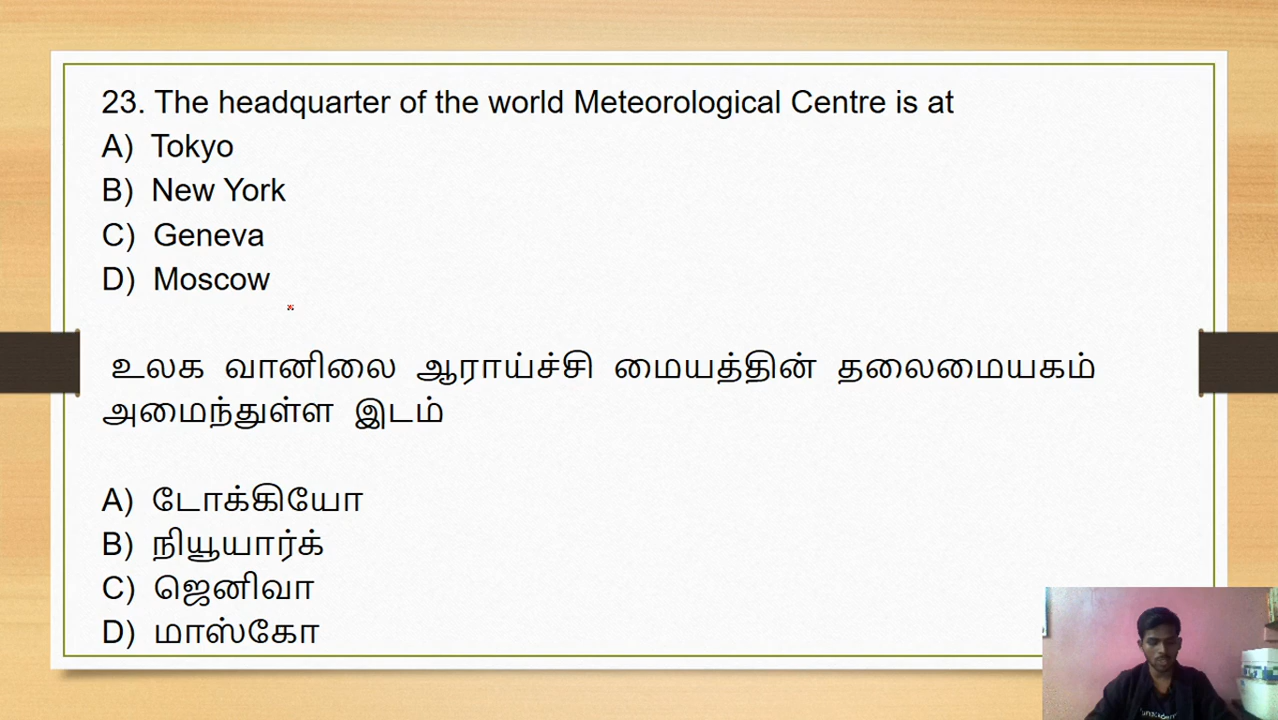 23. The headquarter of the world Meteorological Centre is at
A) Tokyo
B) New York
C) Geneva
D) Moscow
உலக வானிலை ஆராய்ச்சி மையத்தின் தலைமையகம்
அமைந்துள்ள இடம்
A) டோக்கியோ
B) நியூயார்க்
C) ஜெனிவா
D) மாஸ்கோ